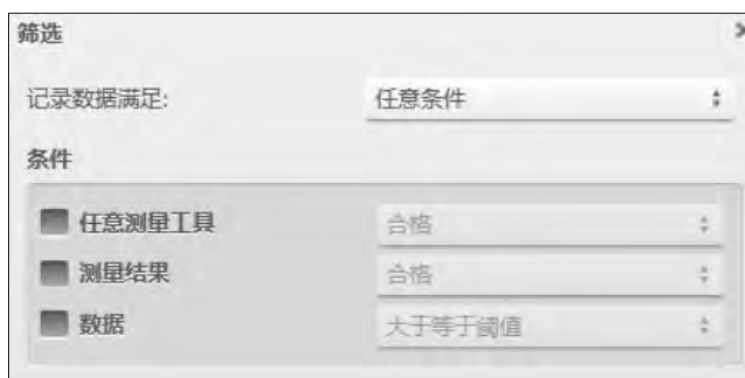 筛选
记录数据满足: 任意条件
条件
任意测量工具 合格
测量结果 合格
数据 大于等于阈值